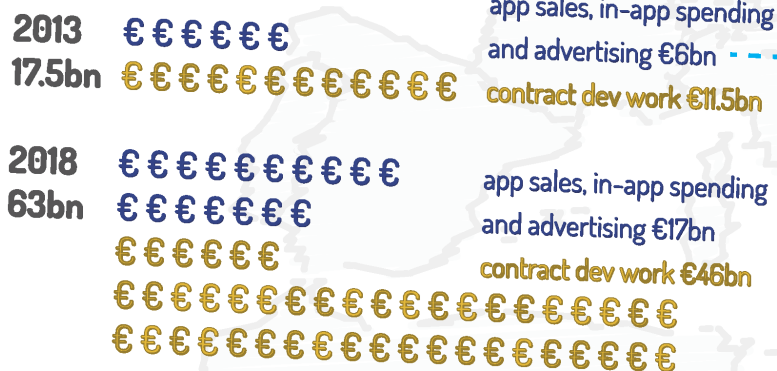 2013 € € € € € €
17.5bn € € € € € € € € € € € €
app sales, in-app spending
and advertising €6bn
contract dev work €11.5bn
2018 € € € € € € € € € €
63bn € € € € € € €
€ € € € € €
€ € € € € € € € € € € € € € € € € € € €
€ € € € € € € € € € € € € € € € € € € €
app sales, in-app spending
and advertising €17bn
contract dev work €46bn